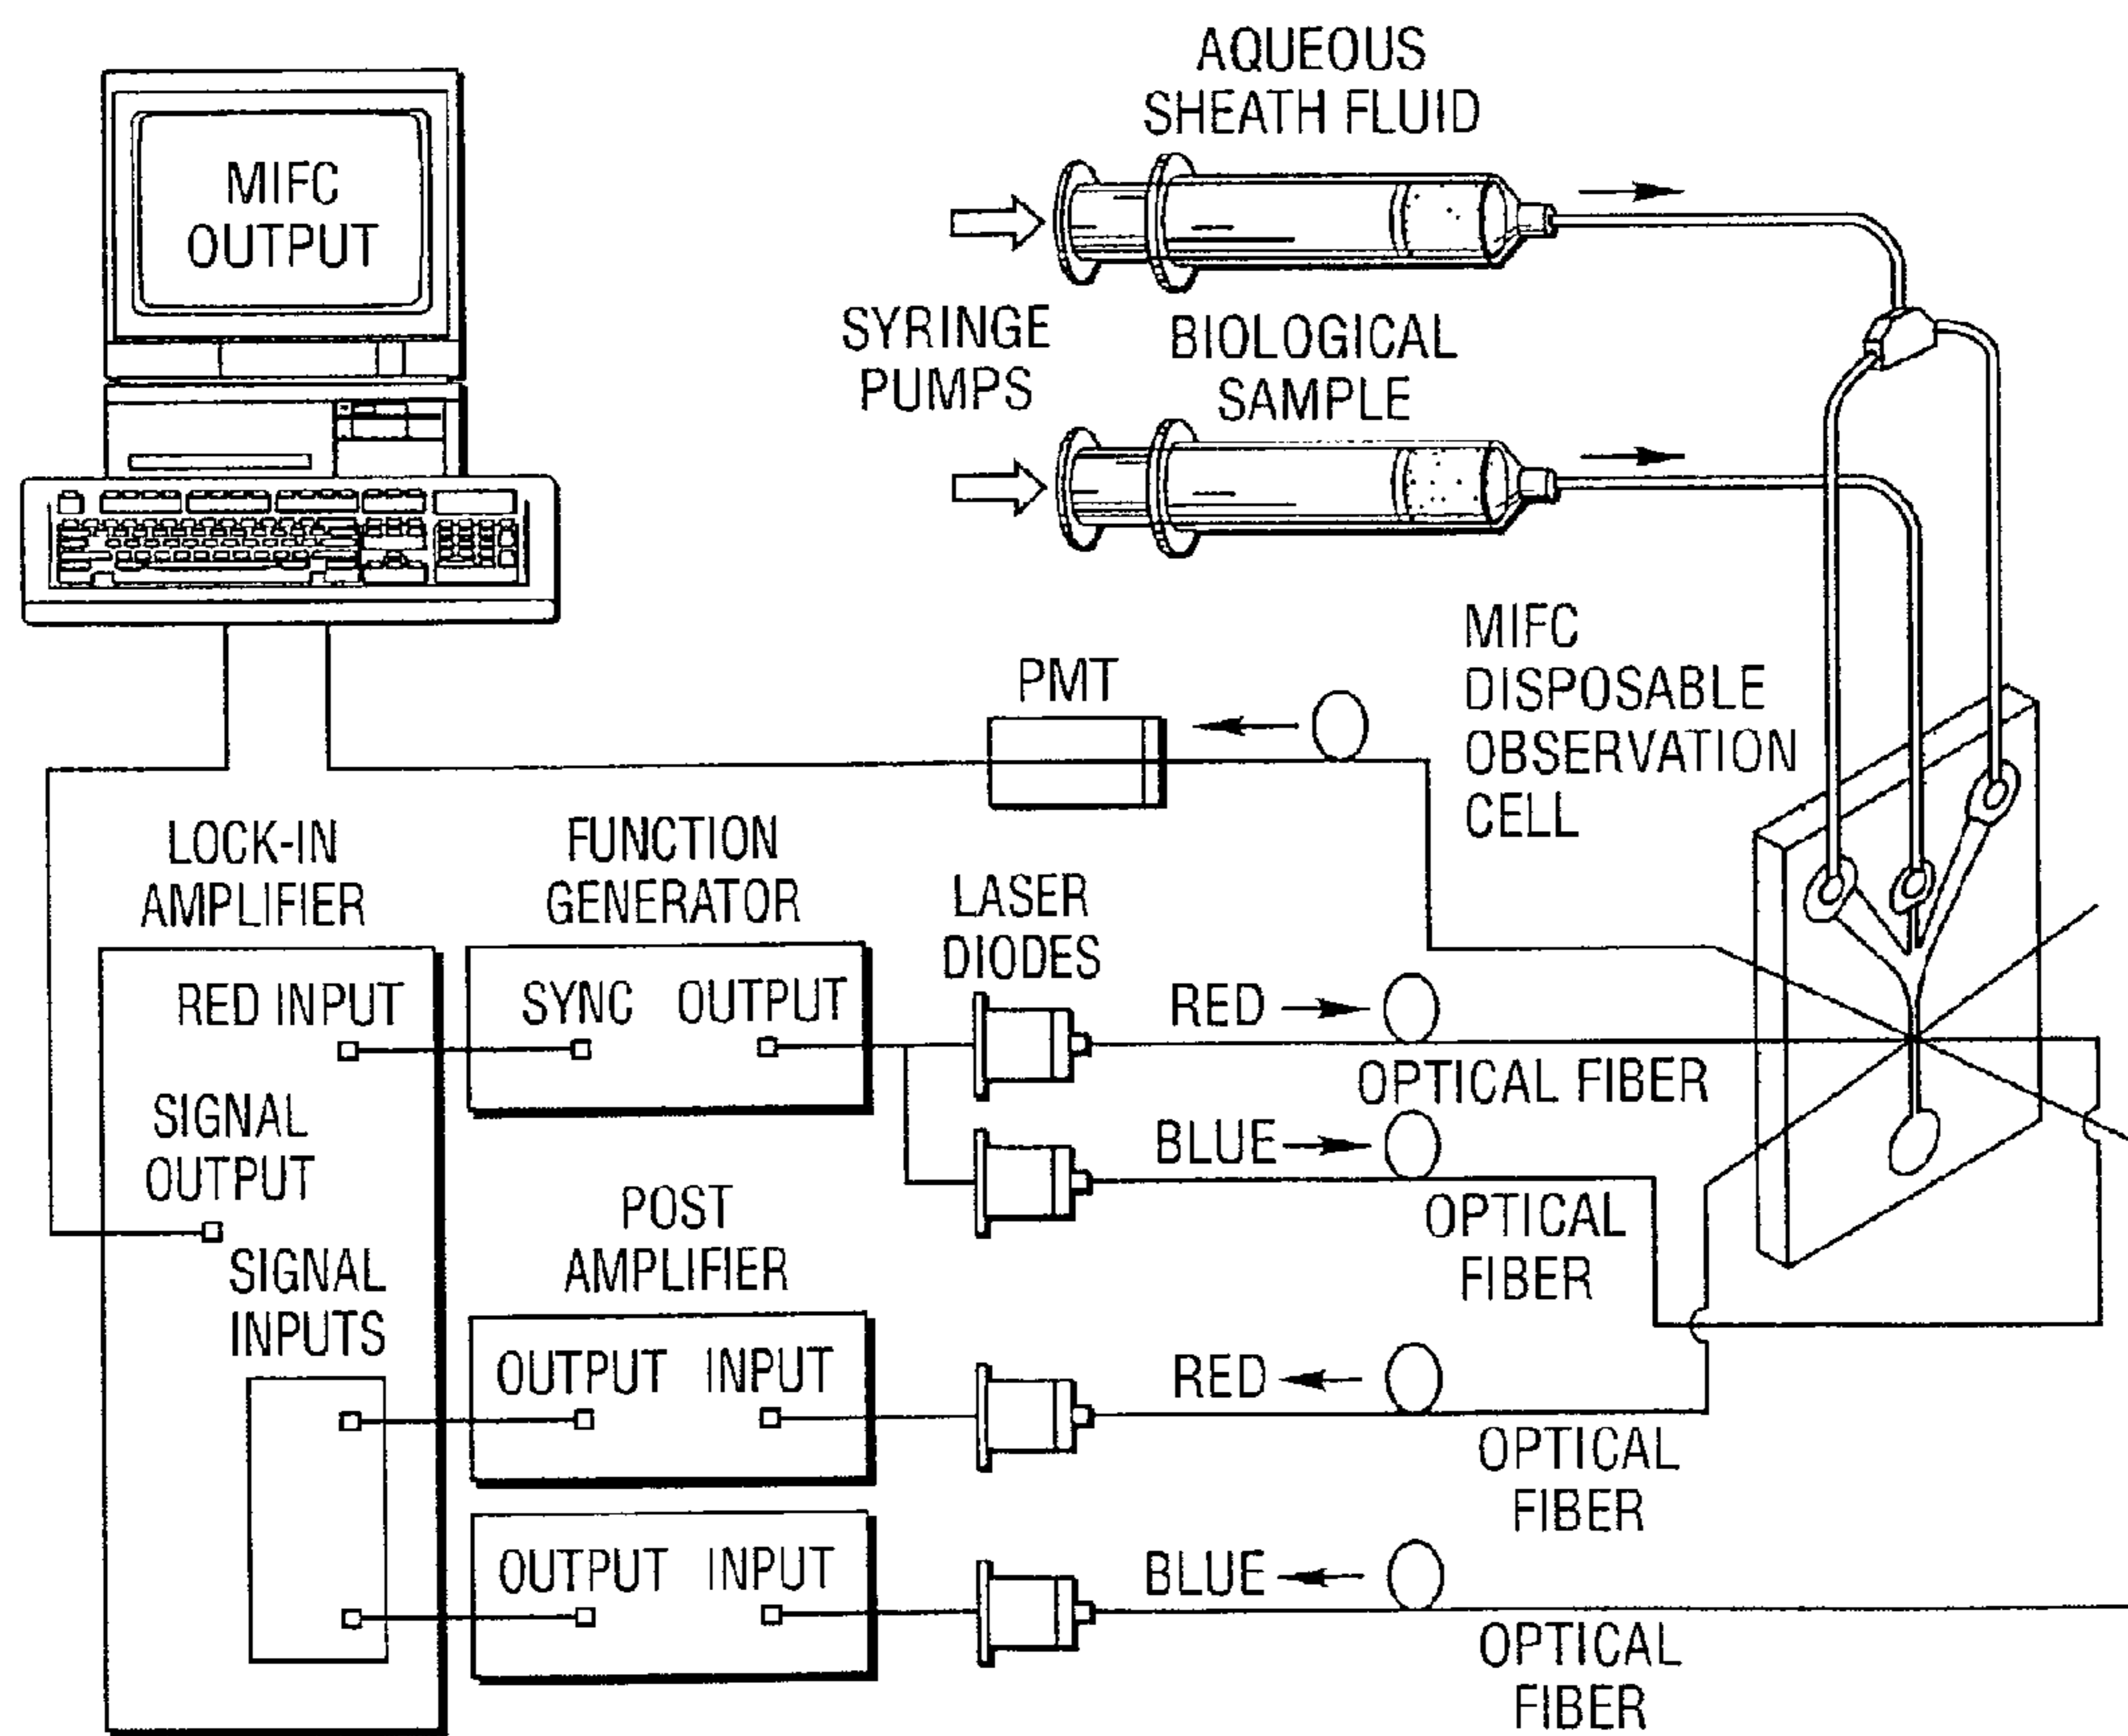 AQUEOUS
SHEATH FLUID
MIFC
OUTPUT
SYRINGE
PUMPS
BIOLOGICAL
SAMPLE
MIFC
DISPOSABLE
OBSERVATION
CELL
PMT
LOCK-IN
AMPLIFIER
FUNCTION
GENERATOR
LASER
DIODES
RED INPUT
SYNC OUTPUT
RED
OPTICAL FIBER
SIGNAL
OUTPUT
BLUE
OPTICAL
FIBER
POST
AMPLIFIER
SIGNAL
INPUTS
OUTPUT INPUT
RED
OPTICAL
FIBER
OUTPUT INPUT
BLUE
OPTICAL
FIBER